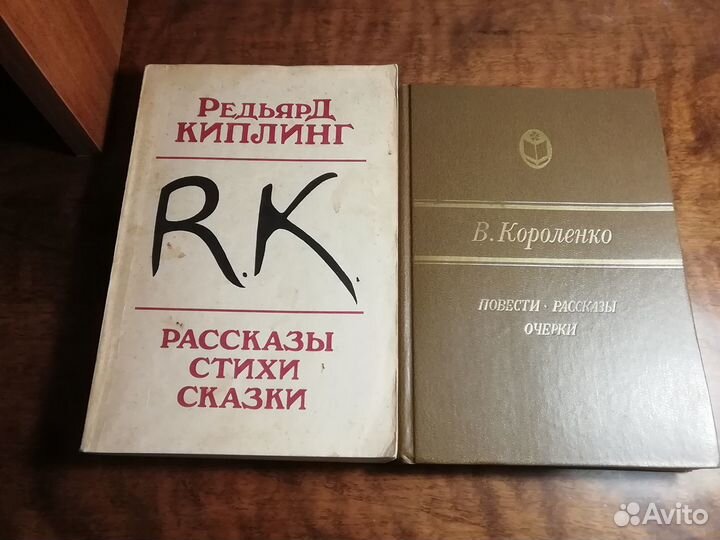 РЕДЬЯРД
КИПЛИНГ
R.K.
РАССКАЗЫ
СТИХИ
СКАЗКИ
В. Короленко
ПОВЕСТИ · РАССКАЗЫ
ОЧЕРКИ
Avito